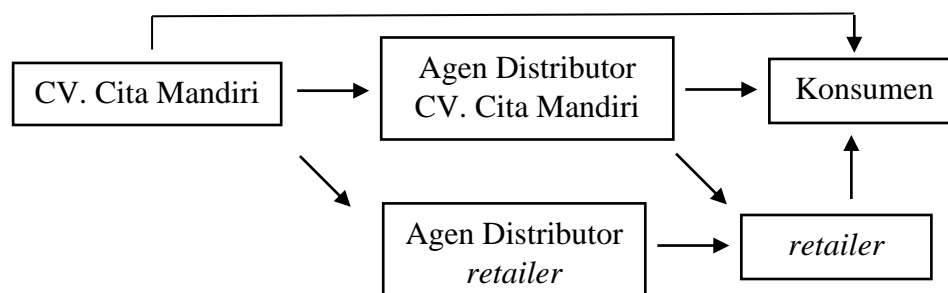 CV. Cita Mandiri
Agen Distributor
CV. Cita Mandiri
Konsumen
Agen Distributor
retailer
retailer